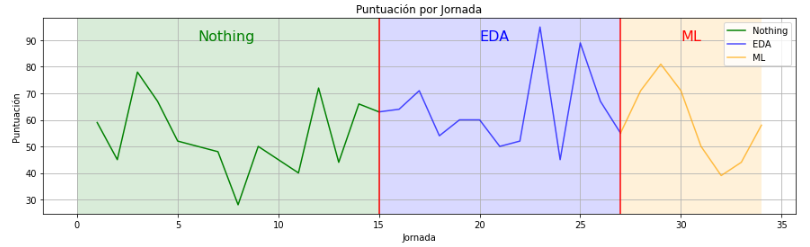 Puntuación por Jornada
Nothing
EDA
ML
Nothing
EDA
ML
Puntuación
90
80
70
60
50
40
30
0
5
10
15
20
25
30
35
Jornada